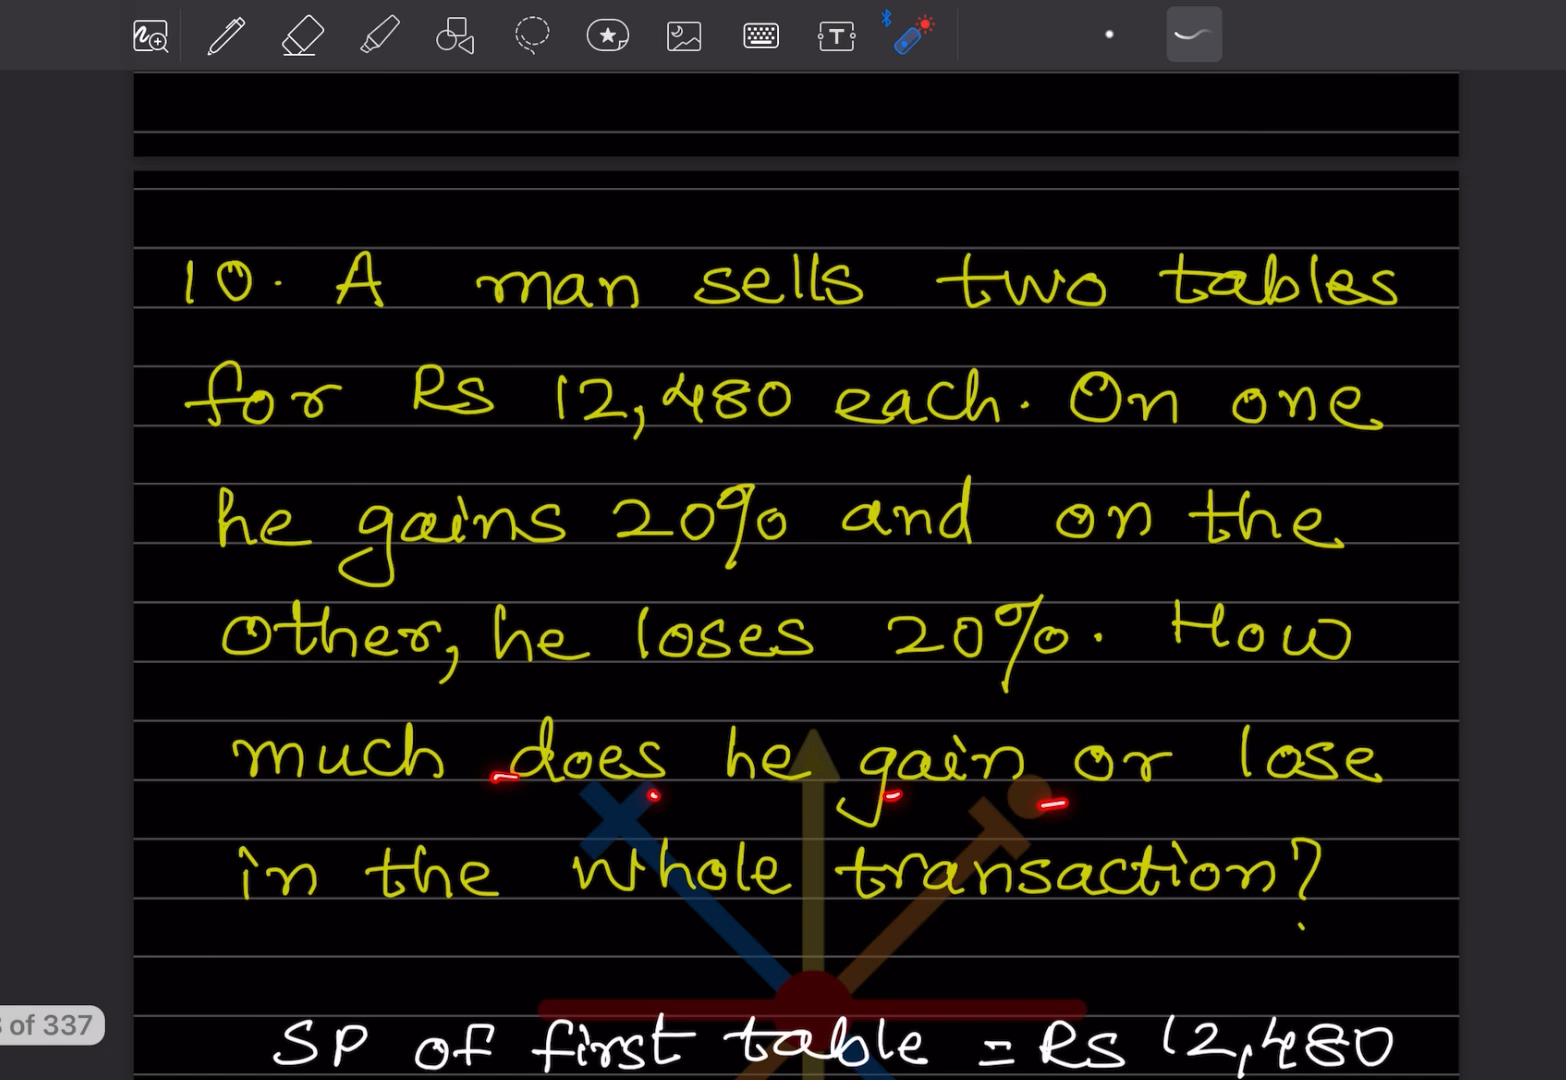 10. A man sells two tables
for Rs 12,480 each. On one
he gains 20% and on the
other, he loses 20%. How
much does he gain or lose
in the whole transaction?
of 337
SP of first table = Rs 12,480